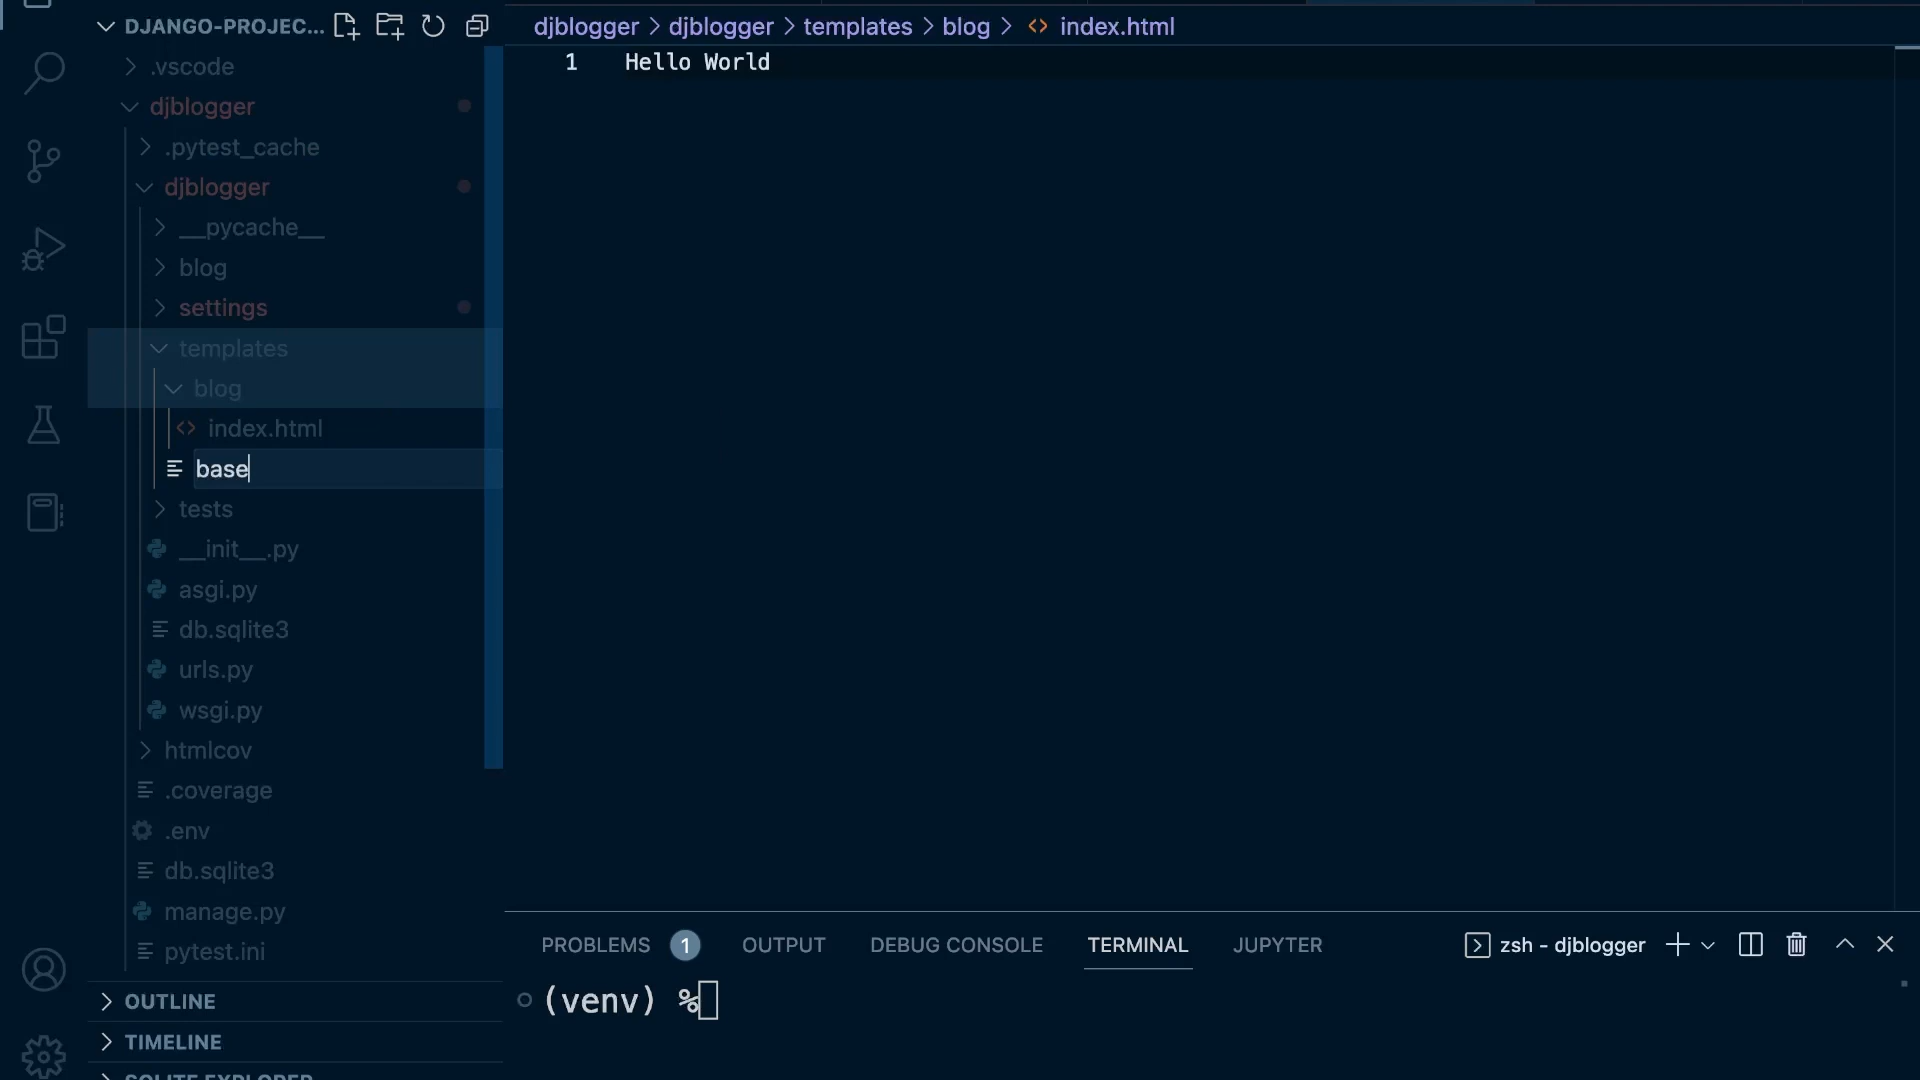 DJANGO-PROJEC...
.vscode
djblogger
.pytest_cache
djblogger
__pycache__
blog
settings
templates
blog
index.html
base
tests
__init__.py
asgi.py
db.sqlite3
urls.py
wsgi.py
htmlcov
.coverage
.env
db.sqlite3
manage.py
pytest.ini
OUTLINE
TIMELINE
SQLITE EXPLORER
djblogger > djblogger > templates > blog > <> index.html
1 Hello World
PROBLEMS 1 OUTPUT DEBUG CONSOLE TERMINAL JUPYTER zsh - djblogger
(venv) %